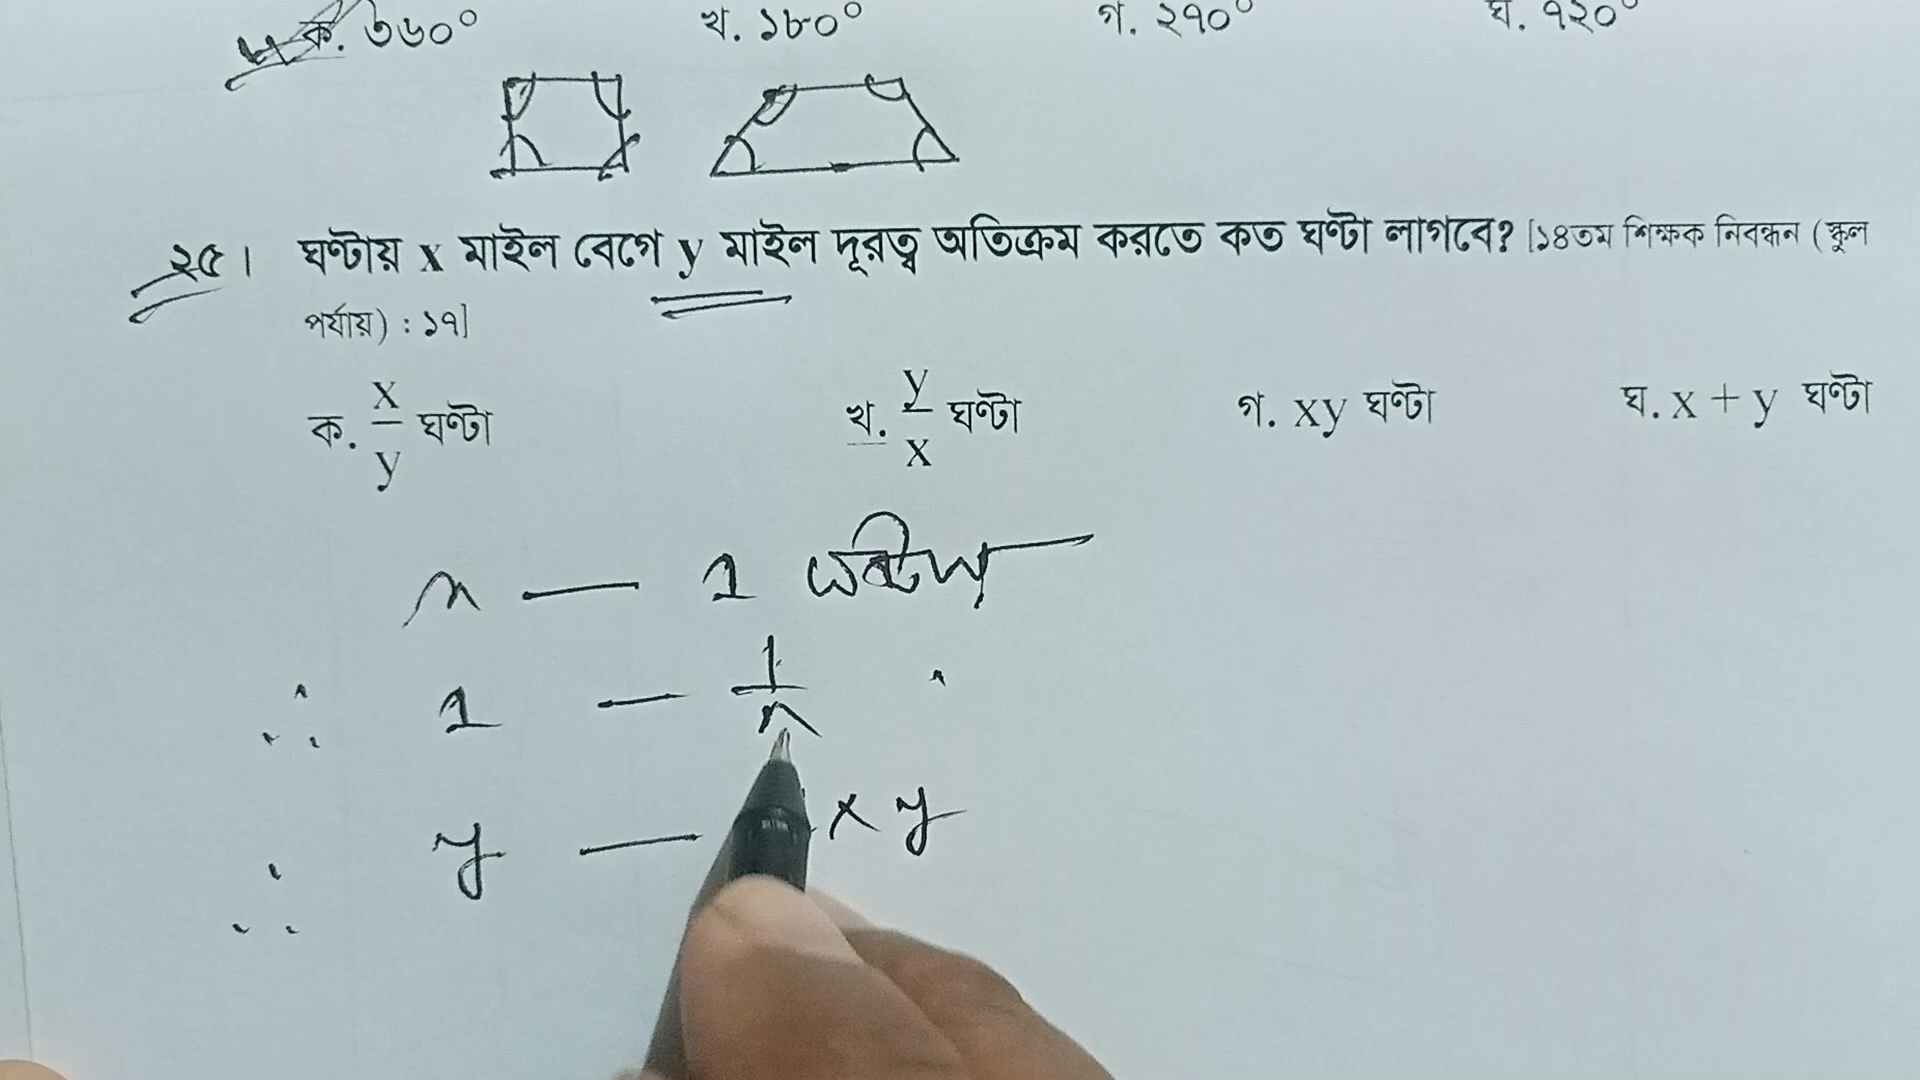 ক. ৩৬০° খ. ১৮০° গ. ২৭০° ঘ. ৭২০°
২৫। ঘণ্টায় x মাইল বেগে y মাইল দূরত্ব অতিক্রম করতে কত ঘণ্টা লাগবে? [১৪তম শিক্ষক নিবন্ধন (স্কুল
পর্যায়) : ১৭]
ক. x/y ঘণ্টা খ. y/x ঘণ্টা গ. xy ঘণ্টা ঘ. x + y ঘণ্টা
x — 1 ঘণ্টায়
∴ 1 — 1/x
∴ y — × y